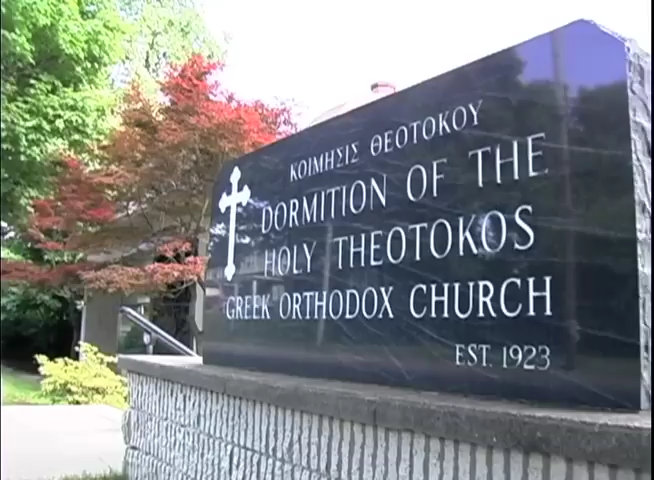 ΚΟΙΜΗΣΙΣ ΘΕΟΤΟΚΟΥ
DORMITION OF THE
HOLY THEOTOKOS
GREEK ORTHODOX CHURCH
EST. 1923